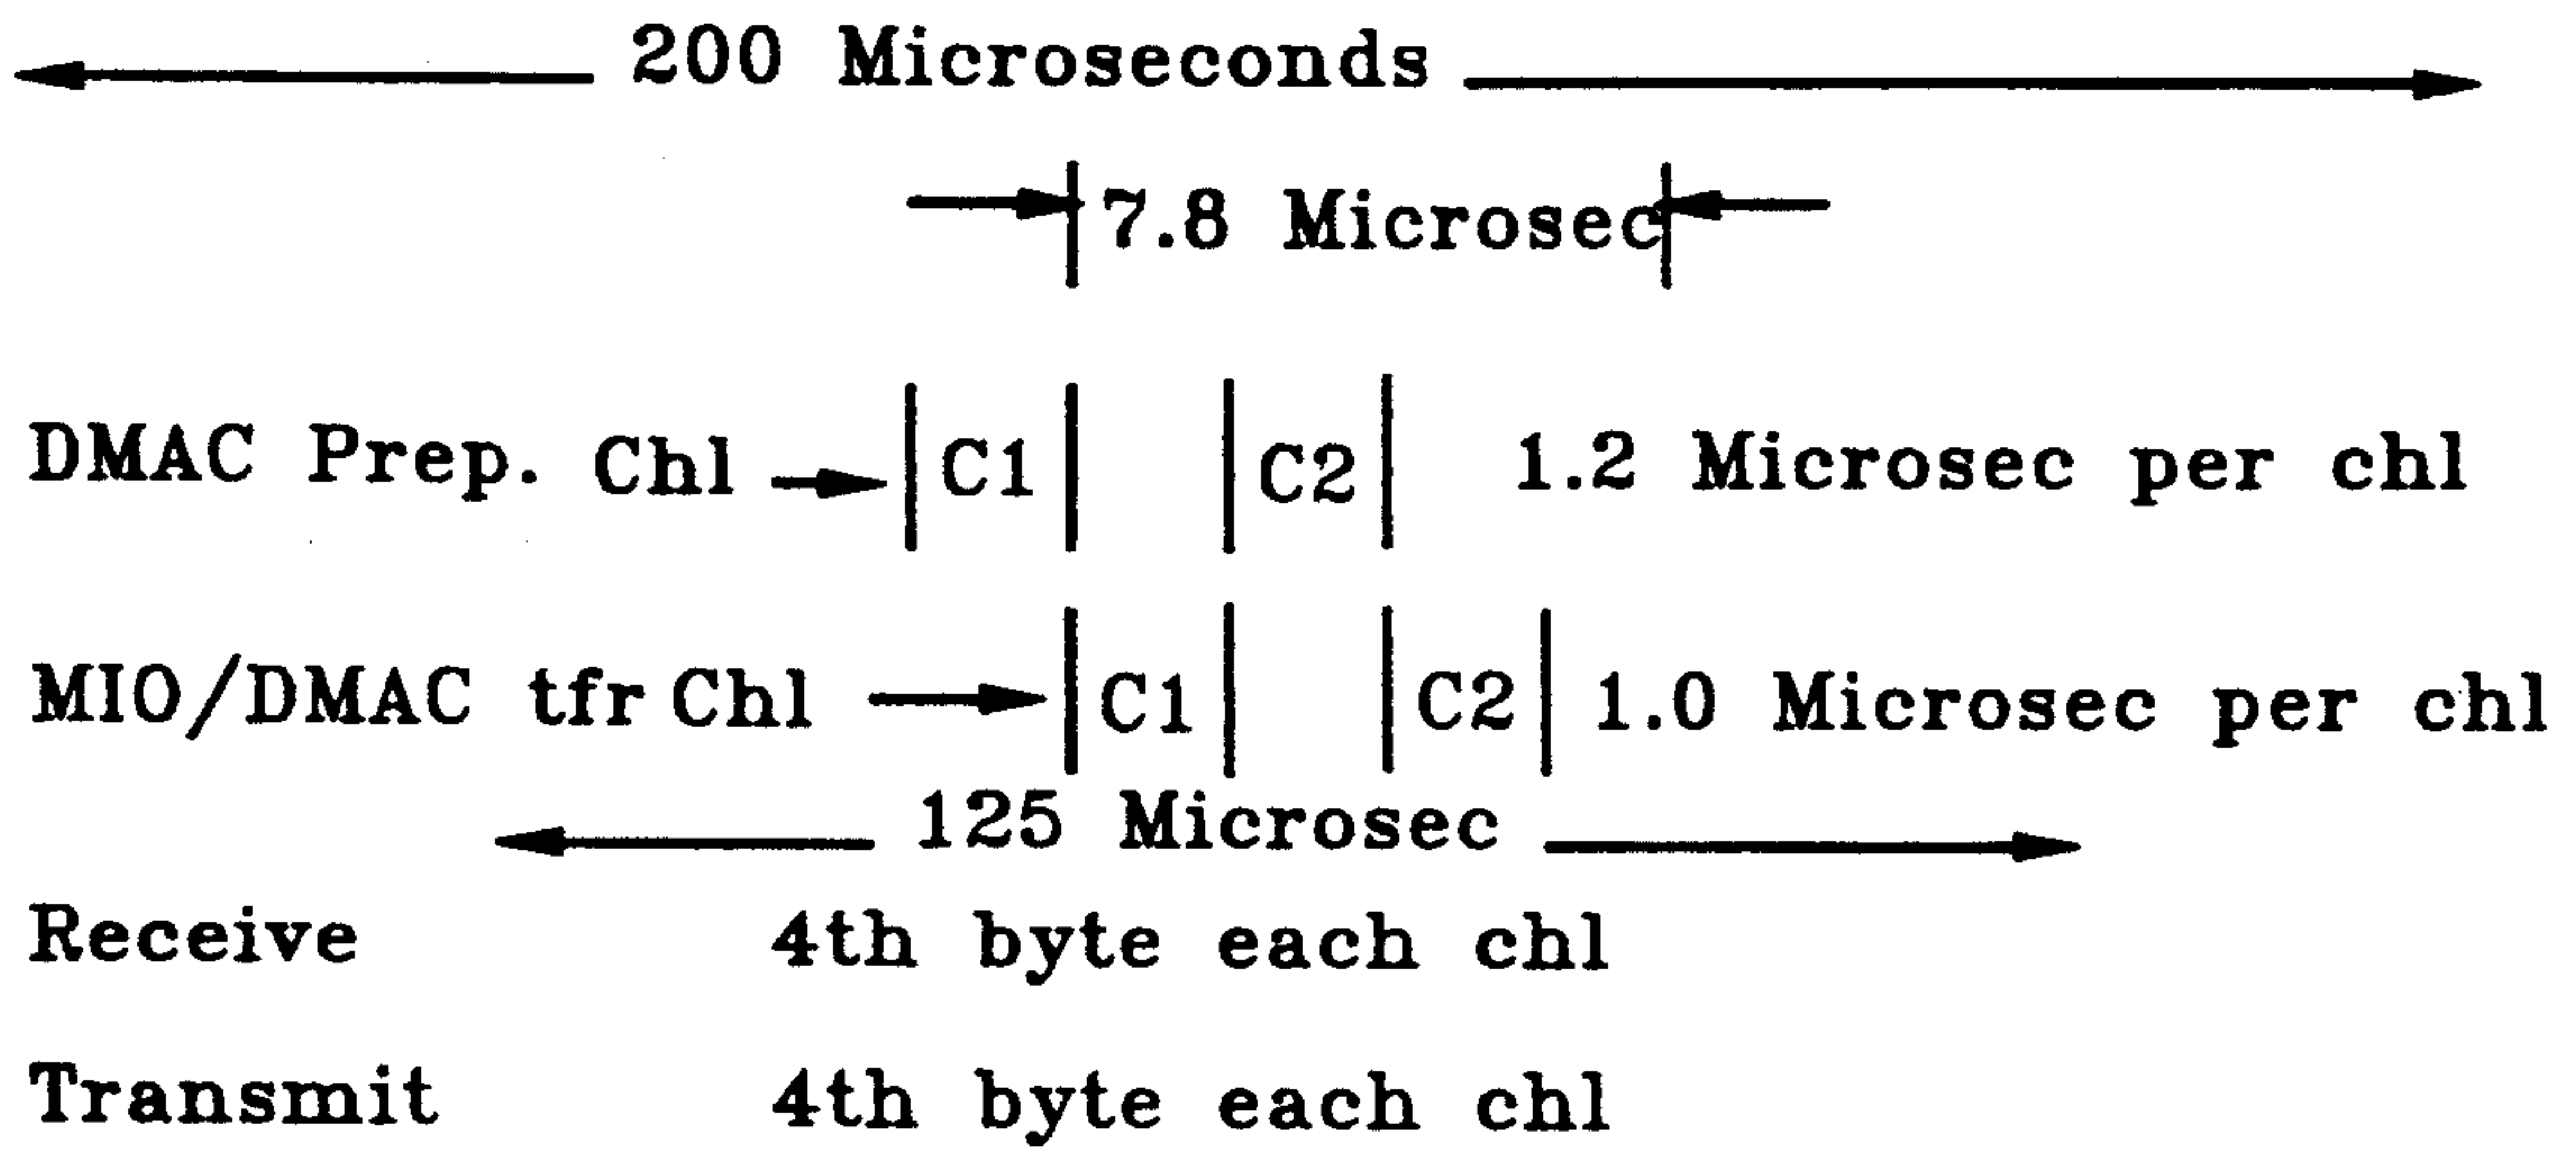 200 Microseconds
7.8 Microsec
DMAC Prep. Chl C1 C2 1.2 Microsec per chl
MIO/DMAC tfr Chl C1 C2 1.0 Microsec per chl
125 Microsec
Receive 4th byte each chl
Transmit 4th byte each chl